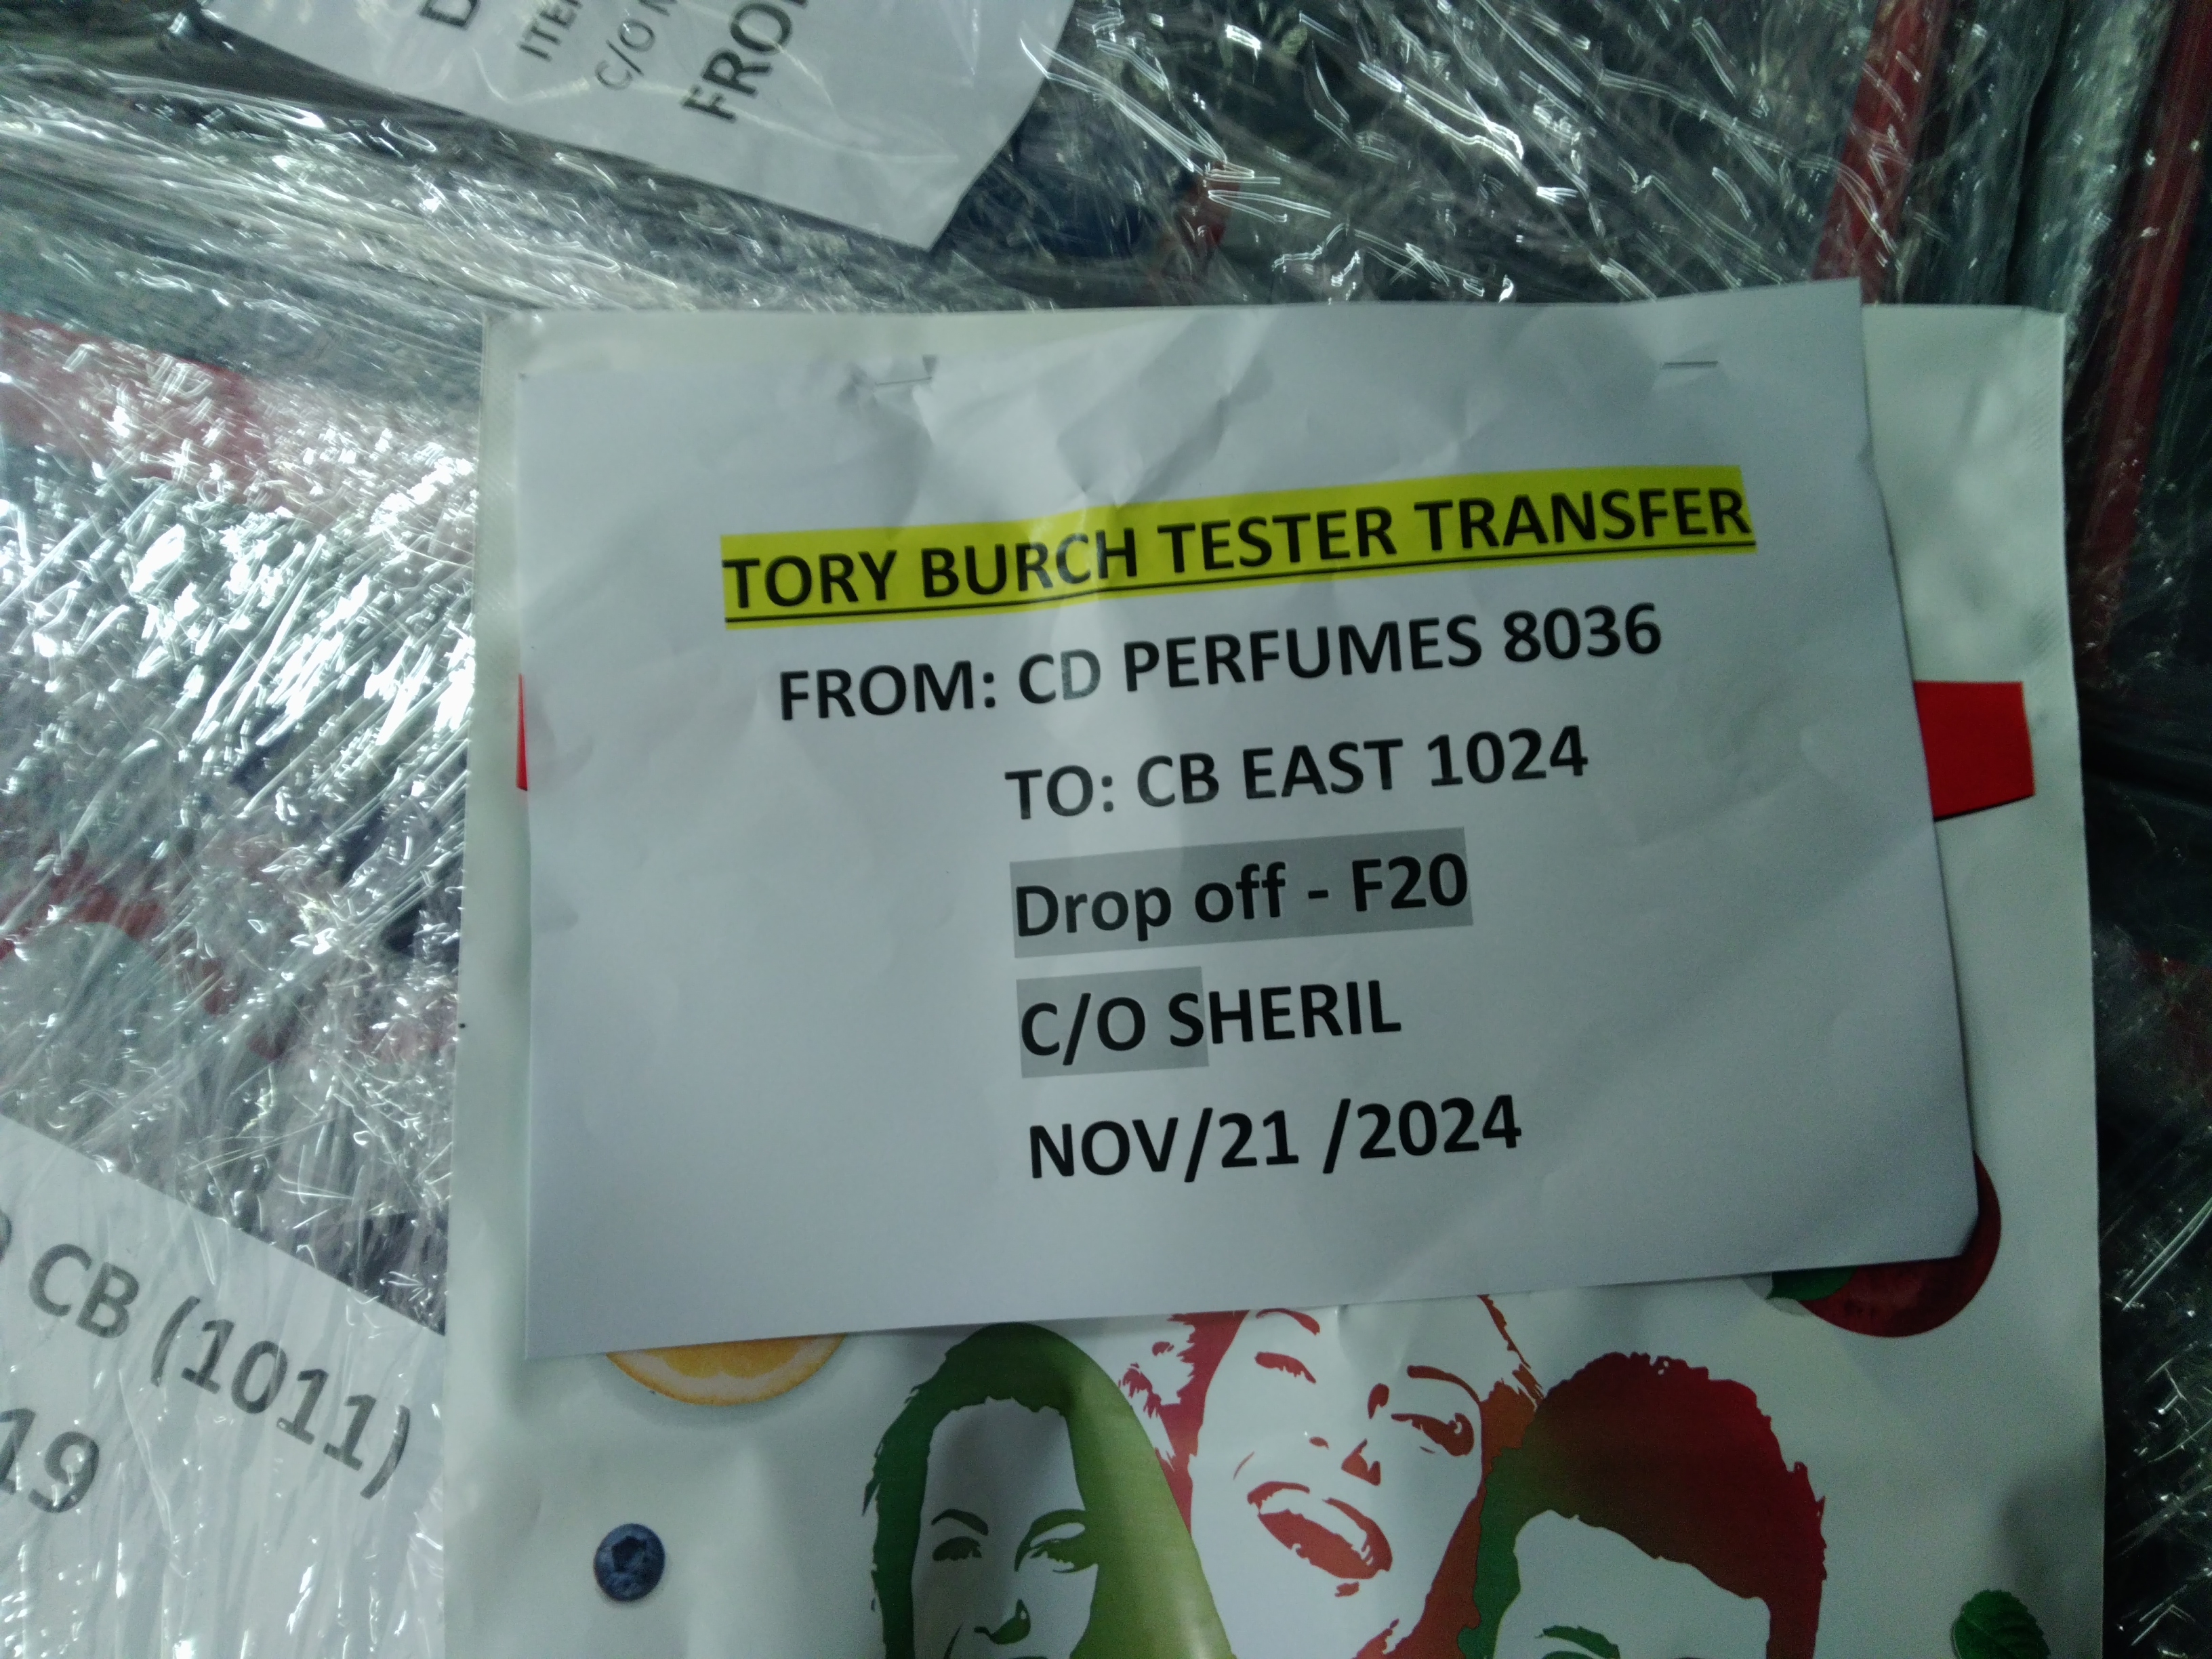 C/O
TORY BURCH TESTER TRANSFER
FROM: CD PERFUMES 8036
TO: CB EAST 1024
Drop off - F20
C/O SHERIL
NOV/21 /2024
CB (1011)
19